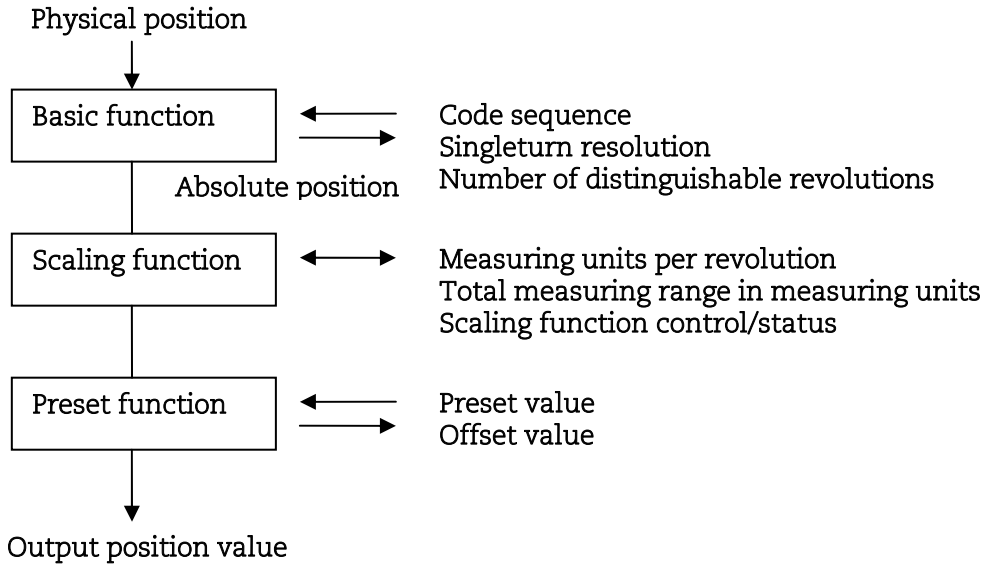 Physical position
Basic function
Code sequence
Singleturn resolution
Number of distinguishable revolutions
Absolute position
Scaling function
Measuring units per revolution
Total measuring range in measuring units
Scaling function control/status
Preset function
Preset value
Offset value
Output position value